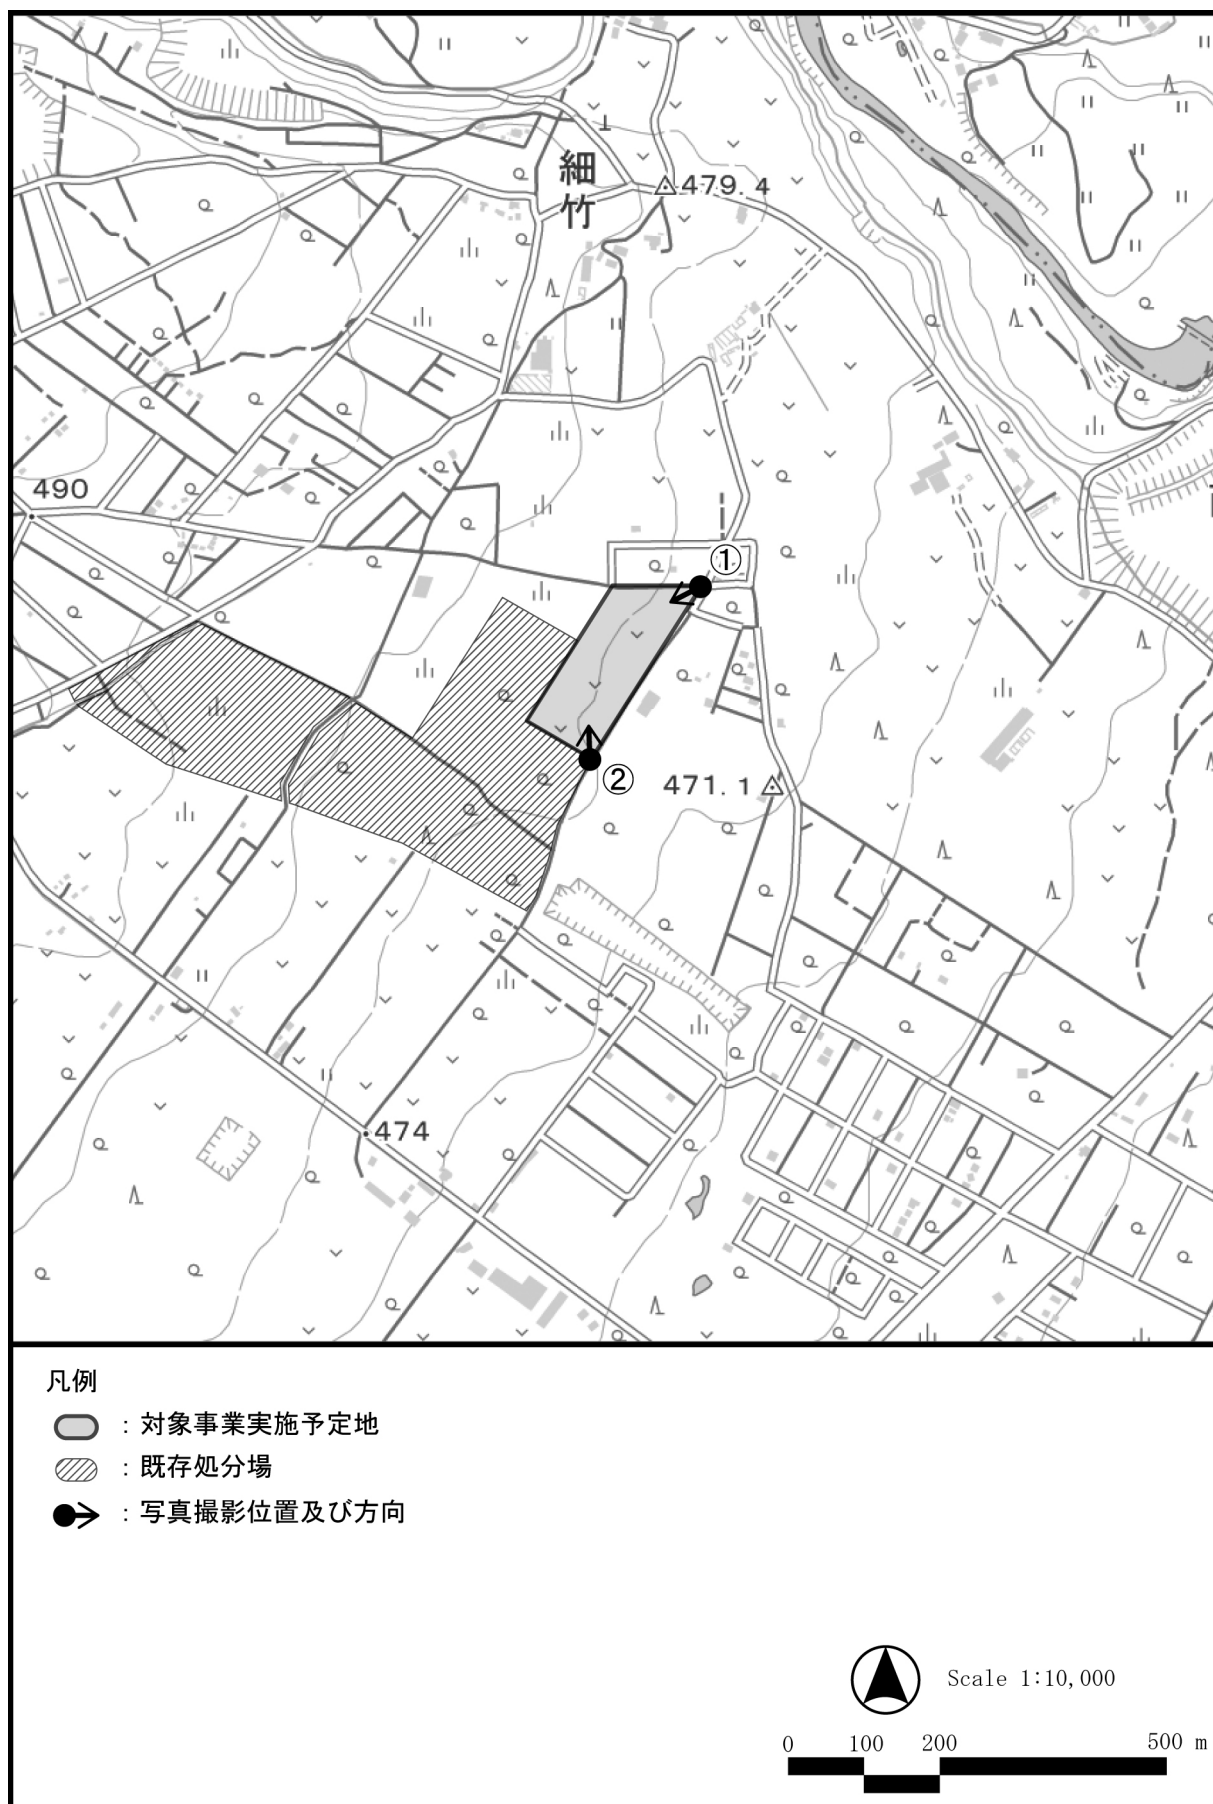 細竹
479.4
490
①
②
471.1
474
凡例
：対象事業実施予定地
：既存処分場
：写真撮影位置及び方向
Scale 1:10,000
0 100 200 500 m